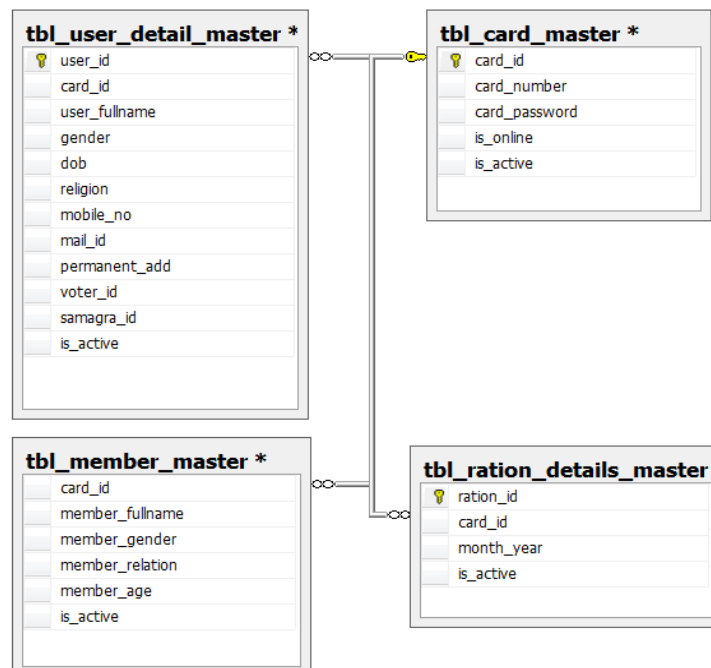 tbl_user_detail_master *
user_id
card_id
user_fullname
gender
dob
religion
mobile_no
mail_id
permanent_add
voter_id
samagra_id
is_active
tbl_card_master *
card_id
card_number
card_password
is_online
is_active
tbl_member_master *
card_id
member_fullname
member_gender
member_relation
member_age
is_active
tbl_ration_details_master
ration_id
card_id
month_year
is_active